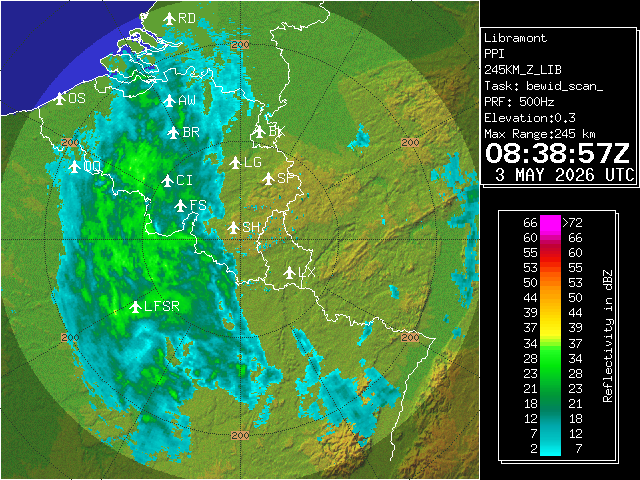 Libramont
PPI
245KM_Z_LIB
Task: bewid_scan_
PRF: 500Hz
Elevation:0.3
Max Range:245 km
08:38:57Z
3 MAY 2026 UTC
RD
200
OS
AW
BR
BK
200
200
QQ
LG
CI
SP
FS
SH
LX
LFSR
200
200
200
66 >72
60 66
55 60
53 55
50 53
44 50
39 44
37 39
34 37
28 34
23 28
21 23
18 21
12 18
7 12
2 7
Reflectivity in dBZ